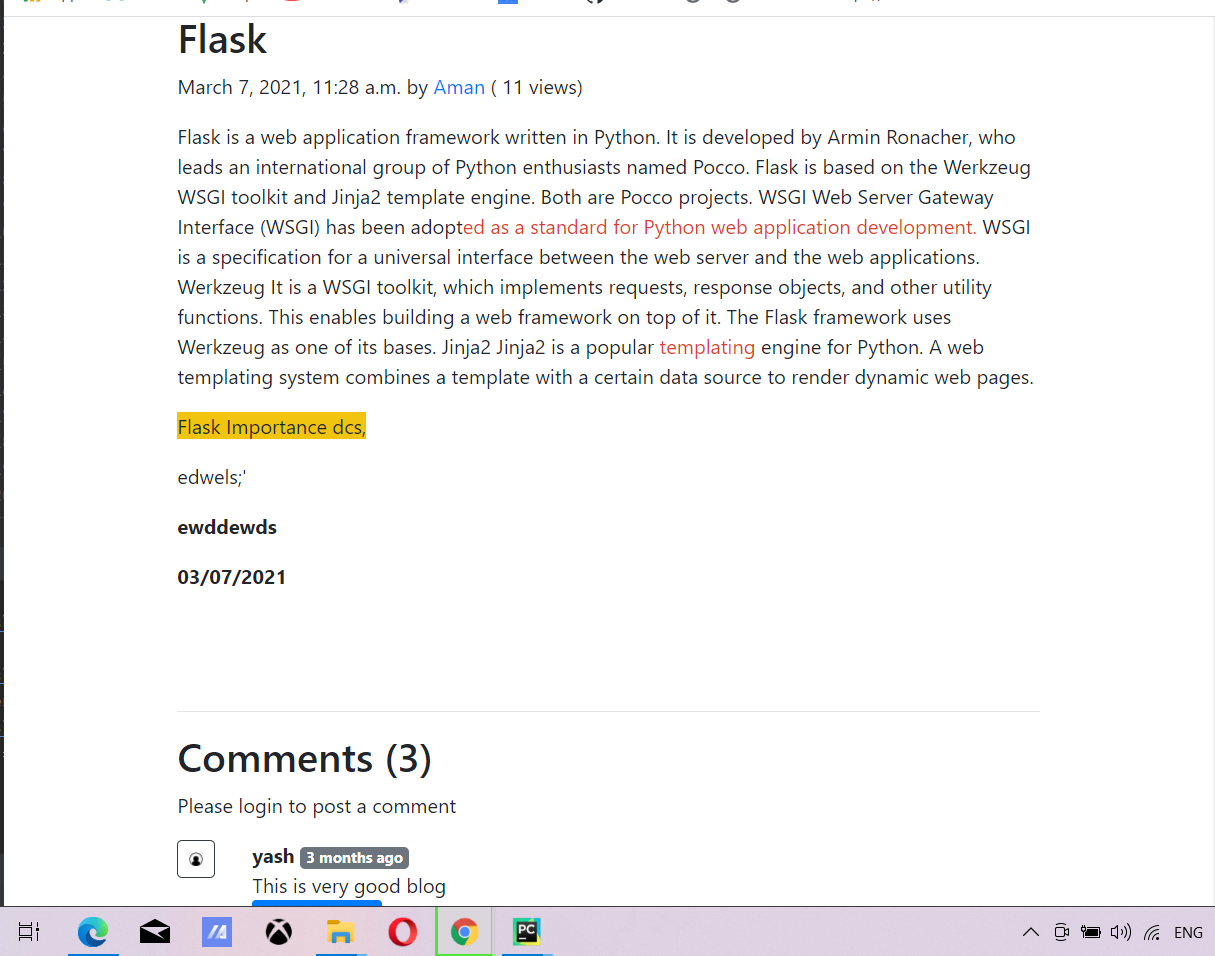 Flask
March 7, 2021, 11:28 a.m. by Aman ( 11 views)
Flask is a web application framework written in Python. It is developed by Armin Ronacher, who
leads an international group of Python enthusiasts named Pocco. Flask is based on the Werkzeug
WSGI toolkit and Jinja2 template engine. Both are Pocco projects. WSGI Web Server Gateway
Interface (WSGI) has been adopted as a standard for Python web application development. WSGI
is a specification for a universal interface between the web server and the web applications.
Werkzeug It is a WSGI toolkit, which implements requests, response objects, and other utility
functions. This enables building a web framework on top of it. The Flask framework uses
Werkzeug as one of its bases. Jinja2 Jinja2 is a popular templating engine for Python. A web
templating system combines a template with a certain data source to render dynamic web pages.
Flask Importance dcs,
edwels;'
ewddewds
03/07/2021
Comments (3)
Please login to post a comment
yash 3 months ago
This is very good blog
PC
ENG